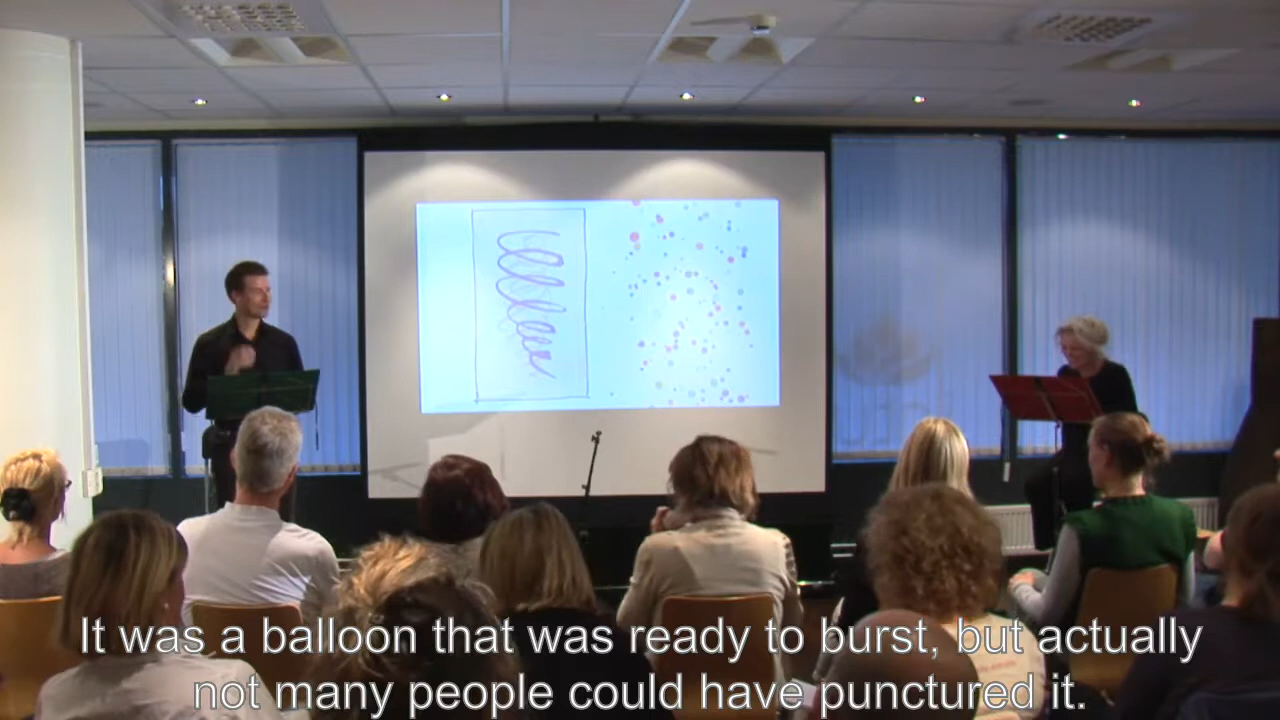 It was a balloon that was ready to burst, but actually
not many people could have punctured it.